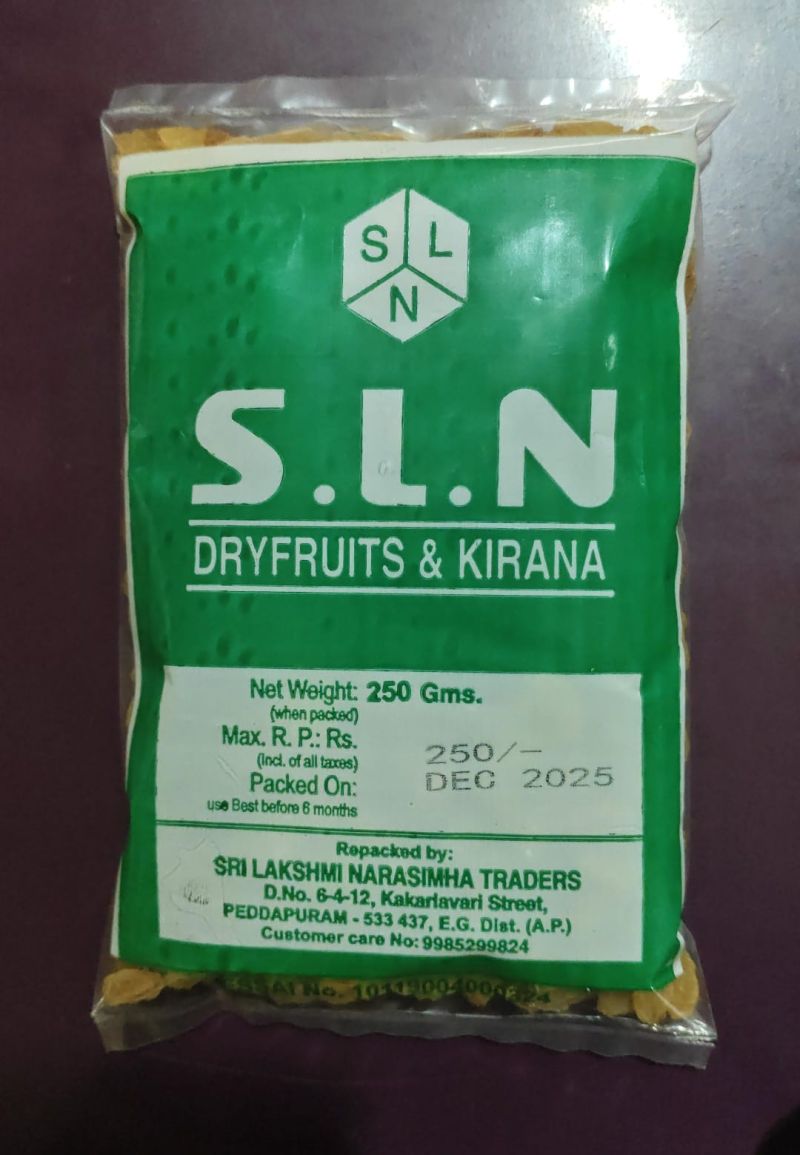 S L
N
S.L.N
DRYFRUITS & KIRANA
Net Weight: 250 Gms.
(when packed)
Max. R. P.: Rs. 250/-
(Incl. of all taxes)
Packed On: DEC 2025
use Best before 6 months
Repacked by:
SRI LAKSHMI NARASIMHA TRADERS
D.No. 6-4-12, Kakarlavari Street,
PEDDAPURAM - 533 437, E.G. Dist. (A.P.)
Customer care No: 9985299824
FSSAI No.